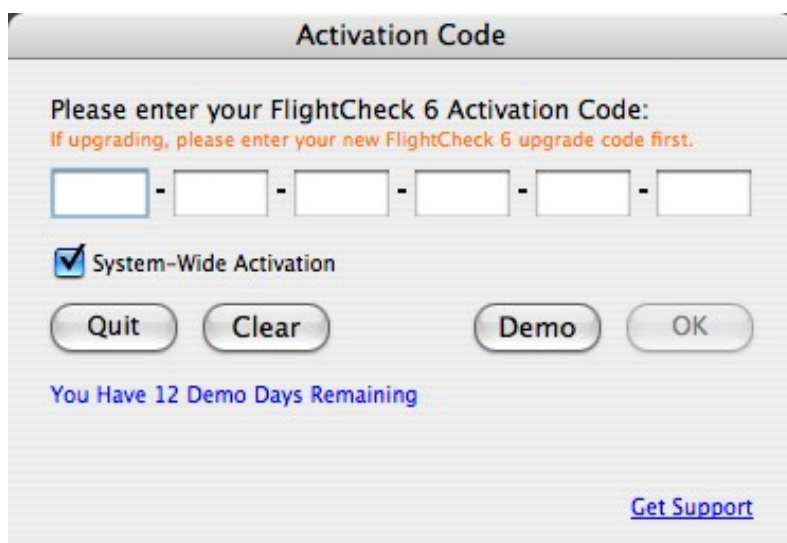 Activation Code
Please enter your FlightCheck 6 Activation Code:
If upgrading, please enter your new FlightCheck 6 upgrade code first.
- - - - -
System-Wide Activation
Quit Clear Demo OK
You Have 12 Demo Days Remaining
Get Support